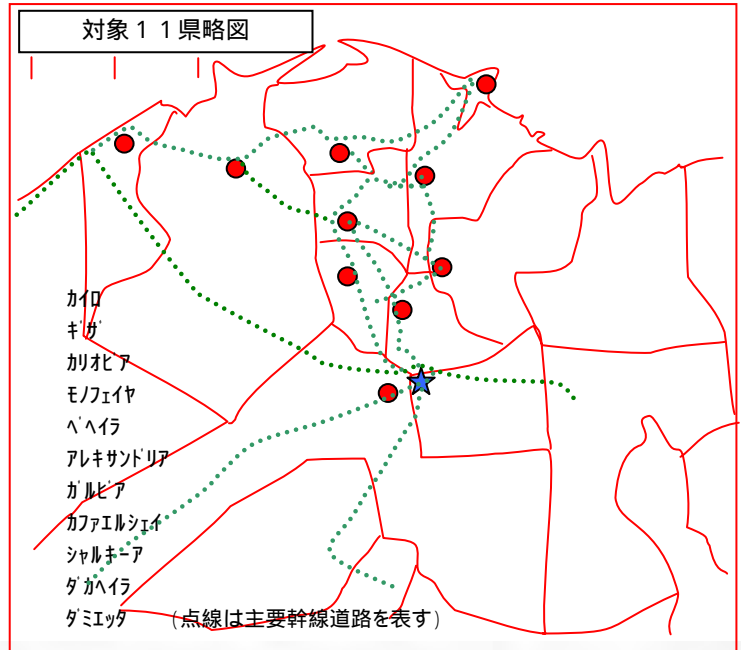 対象１１県略図
ｶｲﾛ
ｷﾞｻﾞ
ｶﾘｵﾋﾞｱ
ﾓﾉﾌｪｲﾔ
ﾍﾞﾍｲﾗ
ｱﾚｷｻﾝﾄﾞﾘｱ
ｶﾞﾙﾋﾞｱ
ｶﾌｧｴﾙｼｪｲ
ｼｬﾙｷｰｱ
ﾀﾞｶﾍｲﾗ
ﾀﾞﾐｴｯﾀ （点線は主要幹線道路を表す）